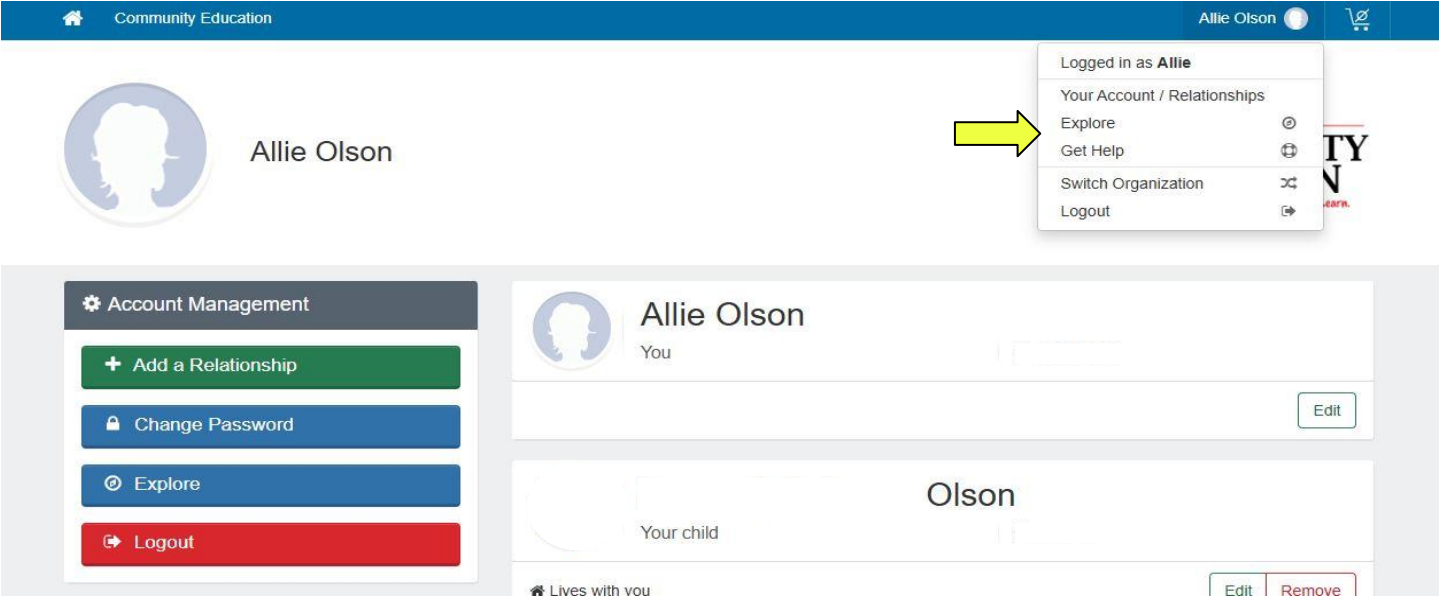 Community Education
Allie Olson
Logged in as Allie
Your Account / Relationships
Explore
Get Help
Switch Organization
Logout
TY
N
Learn.
Allie Olson
Account Management
Add a Relationship
Change Password
Explore
Logout
Allie Olson
You
Edit
Olson
Your child
Lives with you
Edit
Remove